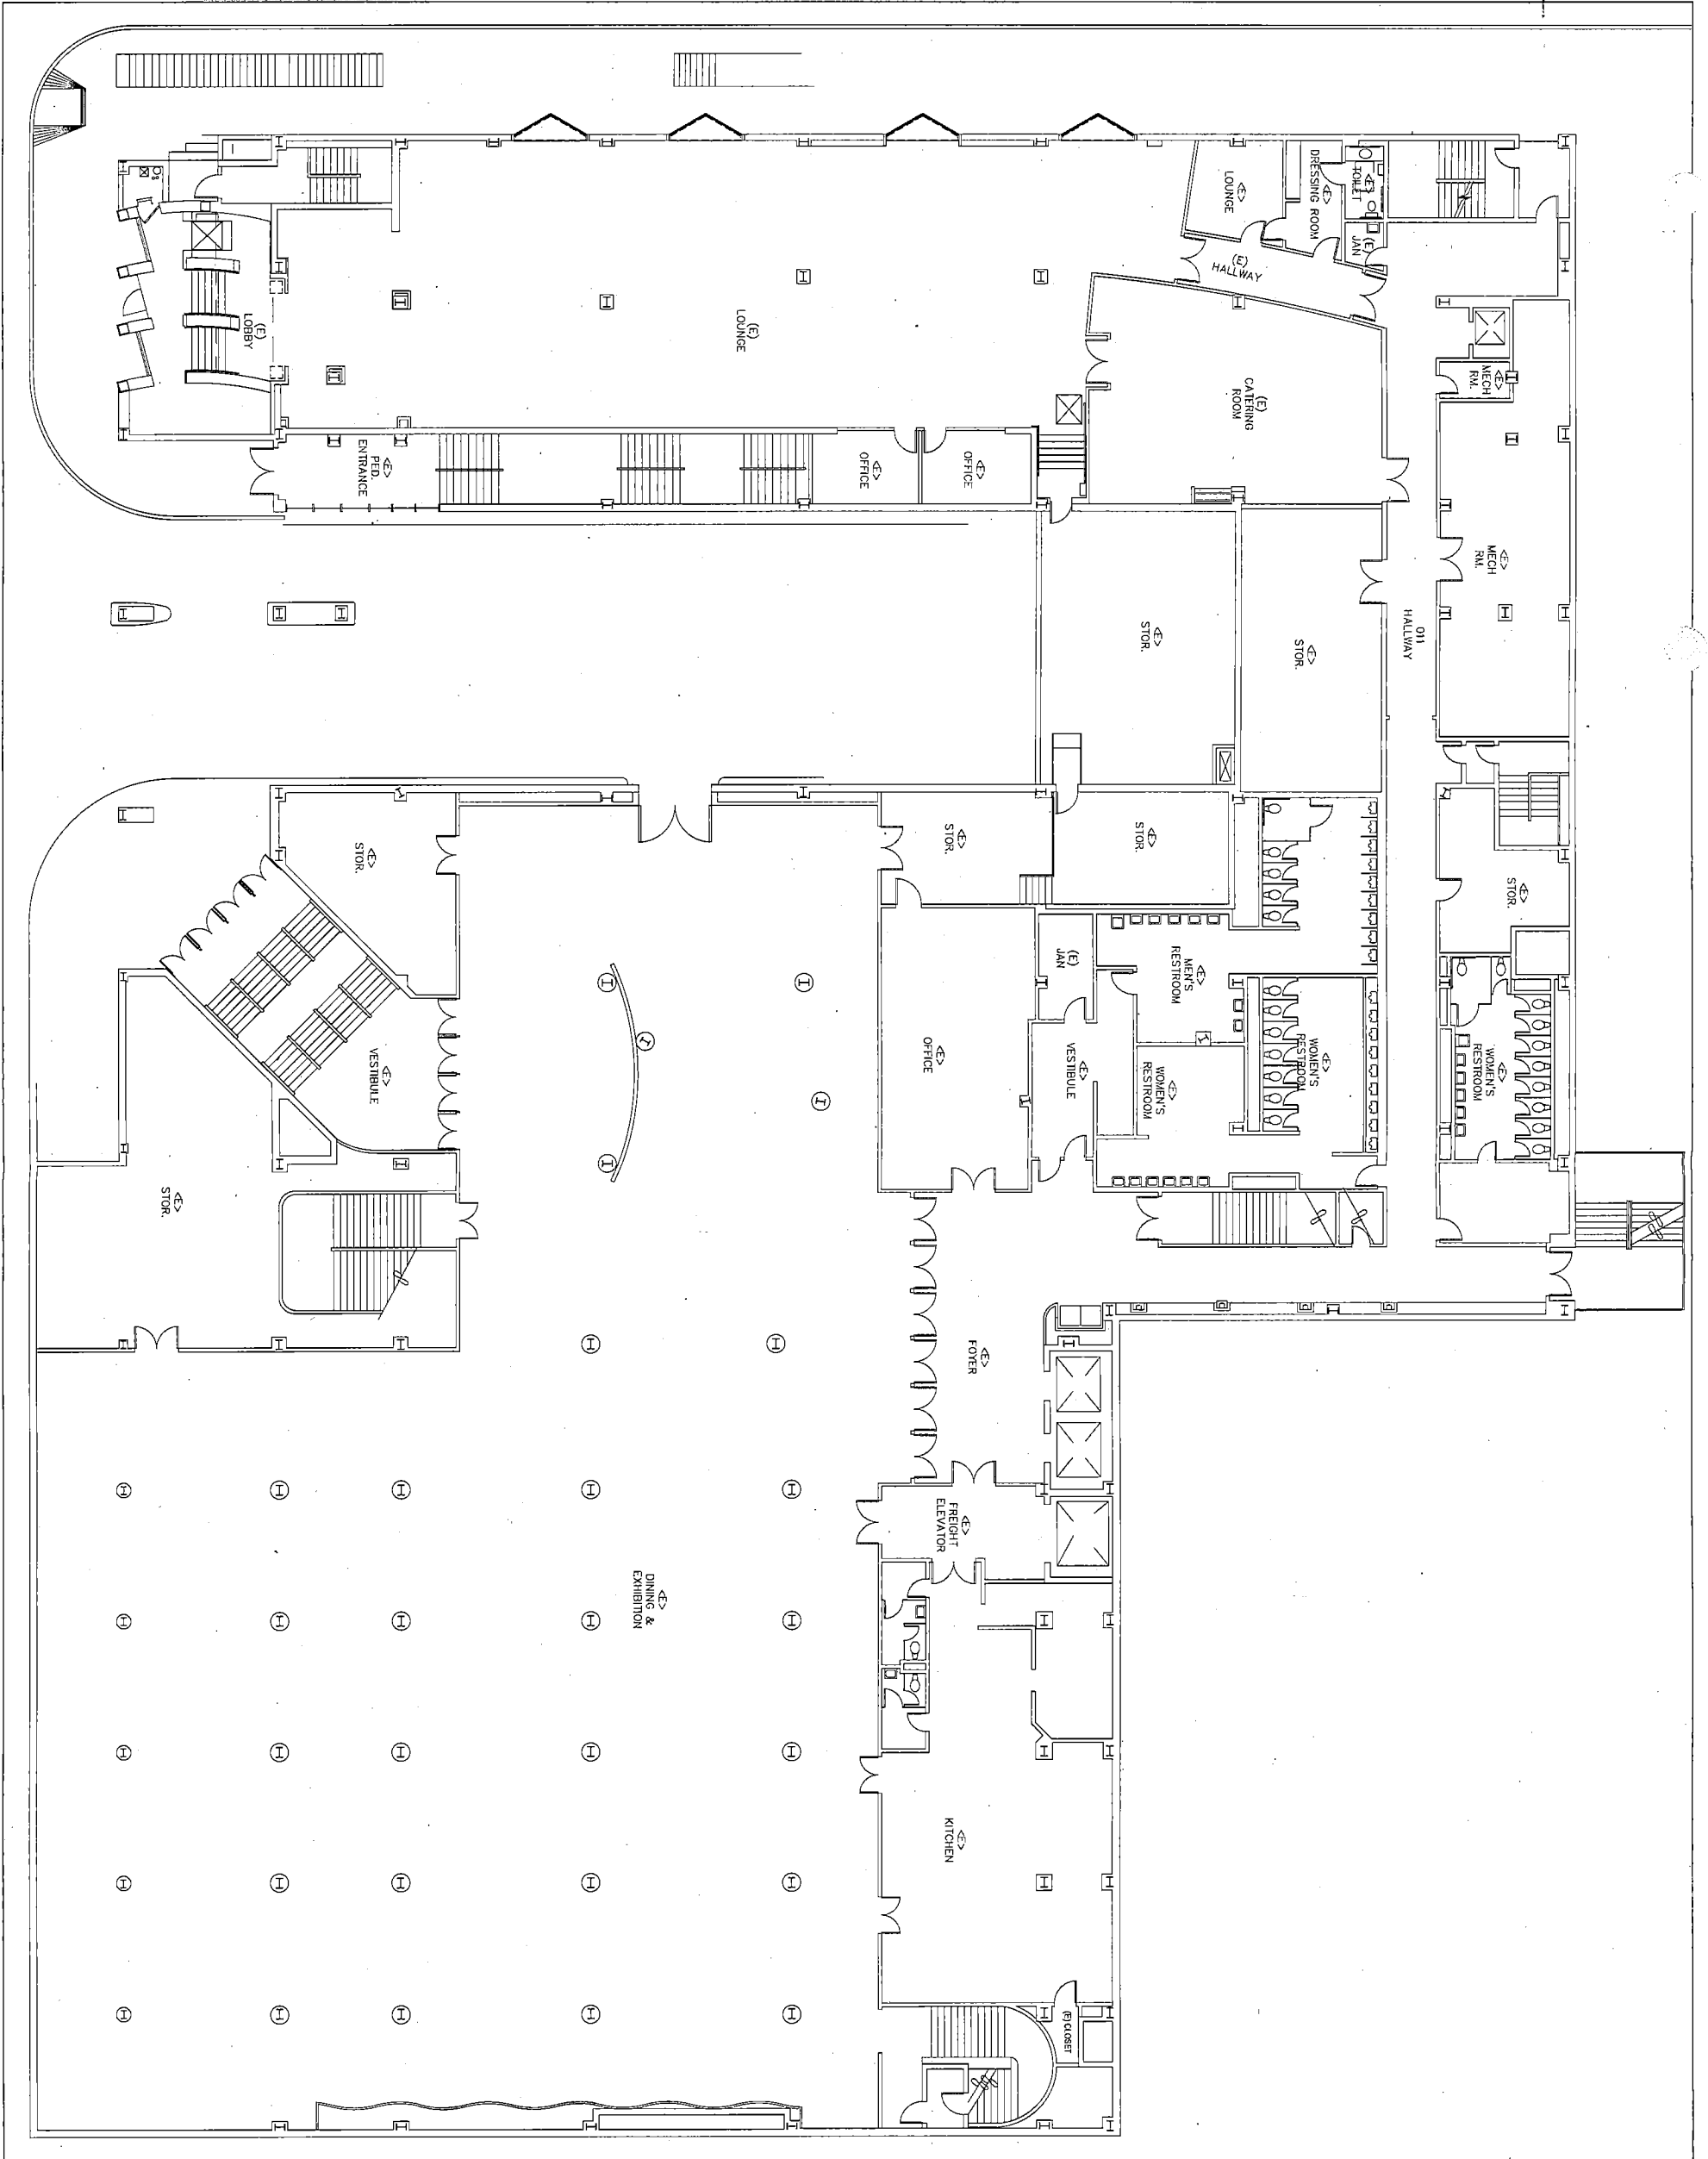 <E>
TOILET
<E>
DRESSING ROOM
<E>
LOUNGE
(E)
JAN
(E)
HALLWAY
(E)
LOBBY
(E)
LOUNGE
(E)
CATERING
ROOM
<E>
MECH
RM.
<E>
PED.
ENTRANCE
<E>
OFFICE
<E>
OFFICE
<E>
MECH
RM.
011
HALLWAY
<E>
STOR.
<E>
STOR.
<E>
STOR.
<E>
STOR.
<E>
STOR.
<E>
STOR.
(E)
JAN
<E>
MEN'S
RESTROOM
<E>
OFFICE
<E>
VESTIBULE
<E>
VESTIBULE
<E>
WOMEN'S
RESTROOM
<E>
WOMEN'S
RESTROOM
<E>
WOMEN'S
RESTROOM
<E>
STOR.
<E>
FOYER
<E>
FREIGHT
ELEVATOR
<E>
DINING &
EXHIBITION
<E>
KITCHEN
(E) CLOSET